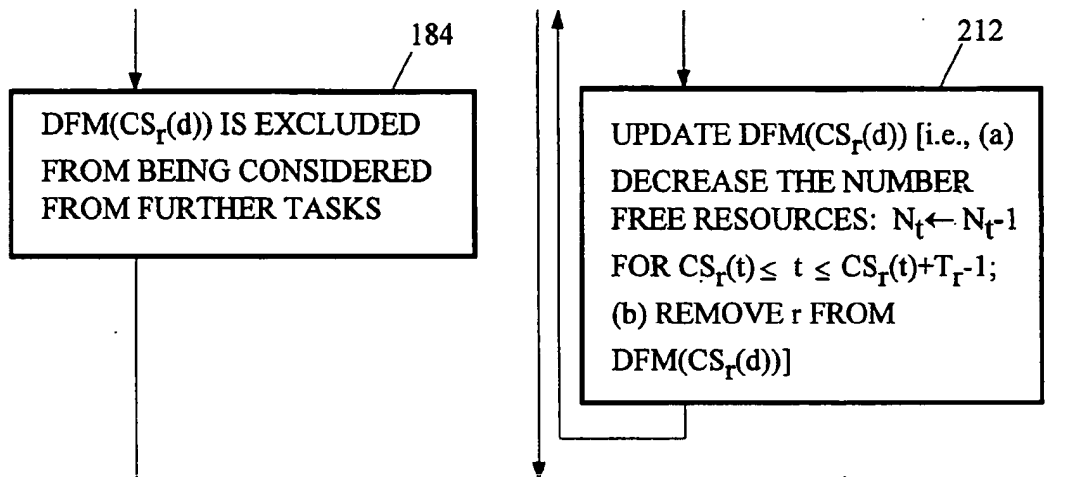 184
DFM(CSr(d)) IS EXCLUDED
FROM BEING CONSIDERED
FROM FURTHER TASKS
212
UPDATE DFM(CSr(d)) [i.e., (a)
DECREASE THE NUMBER
FREE RESOURCES: Nt← Nt-1
FOR CSr(t) ≤ t ≤ CSr(t)+Tr-1;
(b) REMOVE r FROM
DFM(CSr(d))]